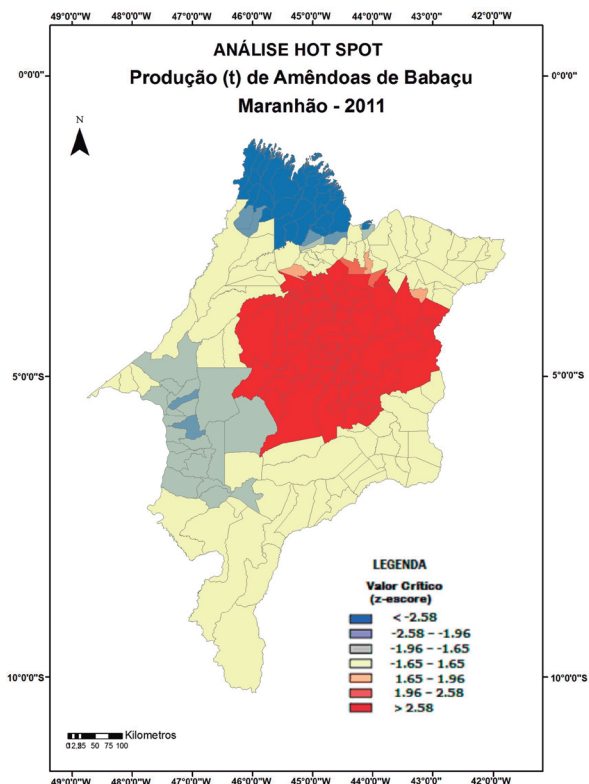 49°0'0"W 48°0'0"W 47°0'0"W 46°0'0"W 45°0'0"W 44°0'0"W 43°0'0"W 42°0'0"W
ANÁLISE HOT SPOT
Produção (t) de Amêndoas de Babaçu
Maranhão - 2011
0°0'0" 0°0'0"
N
5°0'0"S 5°0'0"S
LEGENDA
Valor Crítico
(z-escore)
< -2.58
-2.58 - -1.96
-1.96 - -1.65
-1.65 - 1.65
1.65 - 1.96
1.96 - 2.58
> 2.58
10°0'0"S 10°0'0"S
Kilometros
50 75 100
49°0'0"W 48°0'0"W 47°0'0"W 46°0'0"W 45°0'0"W 44°0'0"W 43°0'0"W 42°0'0"W